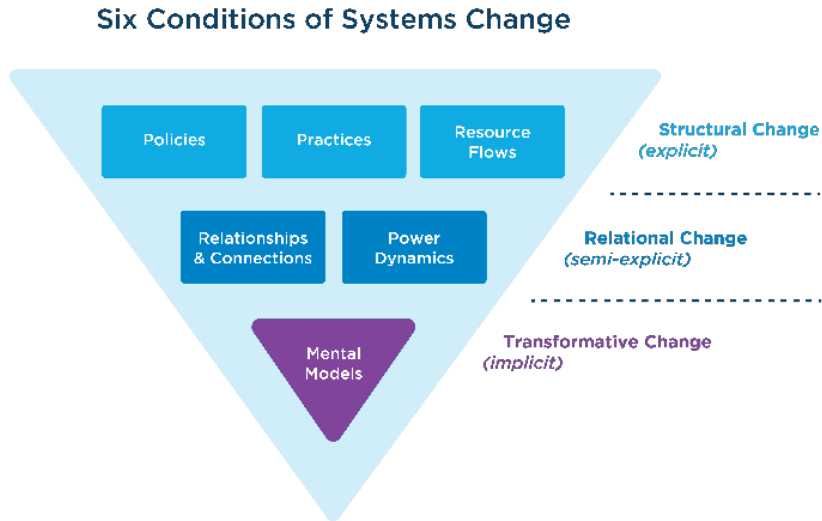 Six Conditions of Systems Change
Policies
Practices
Resource
Flows
Structural Change
(explicit)
Relationships
& Connections
Power
Dynamics
Relational Change
(semi-explicit)
Mental
Models
Transformative Change
(implicit)